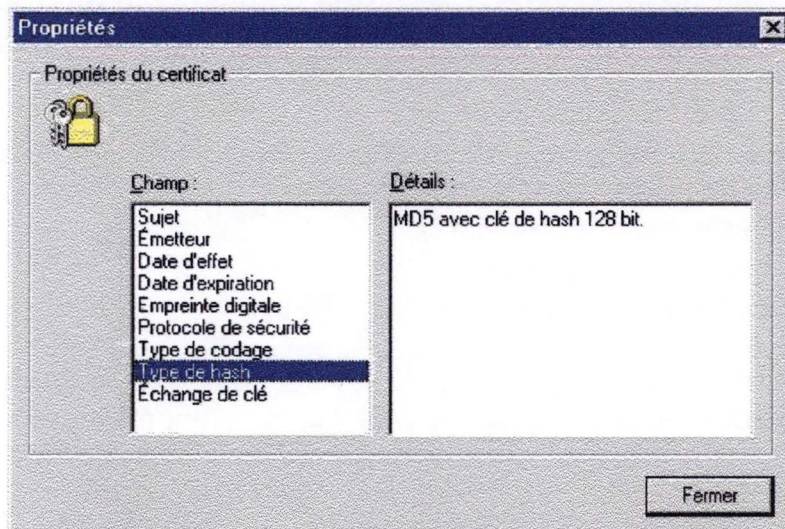 Propriétés
Propriétés du certificat
Champ :
Sujet
Émetteur
Date d'effet
Date d'expiration
Empreinte digitale
Protocole de sécurité
Type de codage
Type de hash
Échange de clé
Détails :
MD5 avec clé de hash 128 bit.
Fermer